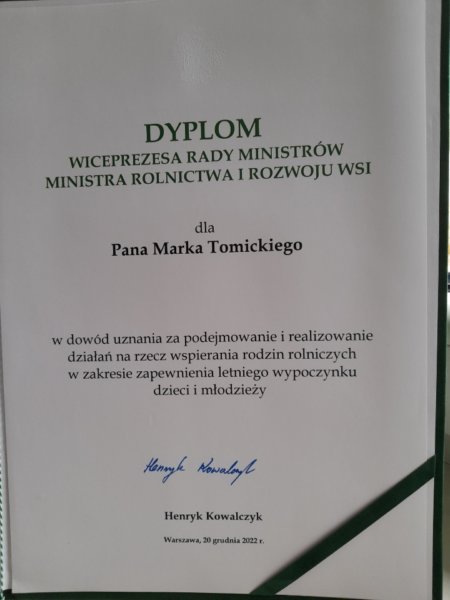 DYPLOM
WICEPREZESA RADY MINISTRÓW
MINISTRA ROLNICTWA I ROZWOJU WSI
dla
Pana Marka Tomickiego
w dowód uznania za podejmowanie i realizowanie
działań na rzecz wspierania rodzin rolniczych
w zakresie zapewnienia letniego wypoczynku
dzieci i młodzieży
Henryk Kowalczyk
Henryk Kowalczyk
Warszawa, 20 grudnia 2022 r.